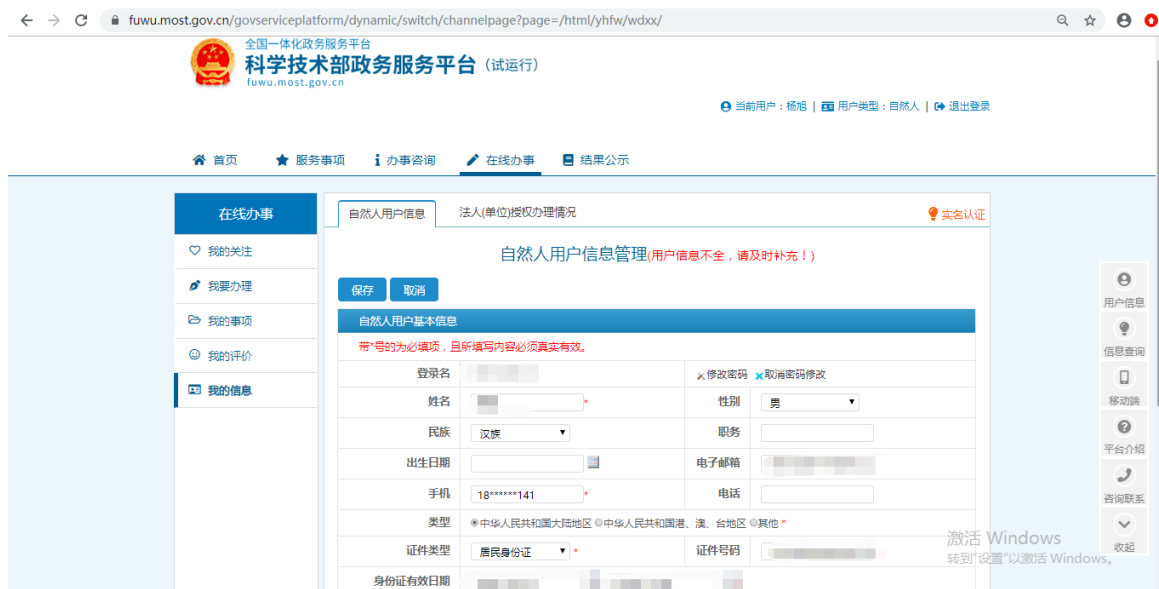 fuwu.most.gov.cn/govserviceplatform/dynamic/switch/channelpage?page=/html/yhfw/wdxx/
全国一体化政务服务平台
科学技术部政务服务平台（试运行）
fuwu.most.gov.cn
当前用户：杨旭 | 用户类型：自然人 | 退出登录
首页 服务事项 办事咨询 在线办事 结果公示
在线办事
我的关注
我要办理
我的事项
我的评价
我的信息
自然人用户信息 法人(单位)授权办理情况 实名认证
自然人用户信息管理(用户信息不全，请及时补充！)
保存 取消
自然人用户基本信息
带*号的为必填项，且所填写内容必须真实有效。
登录名 修改密码 取消密码修改
姓名 * 性别 男
民族 汉族 职务
出生日期 电子邮箱
手机 18******141 * 电话
类型 中华人民共和国大陆地区 中华人民共和国港、澳、台地区 其他 *
证件类型 居民身份证 * 证件号码
身份证有效日期
用户信息
信息查询
移动端
平台介绍
咨询联系
收起
激活 Windows
转到"设置"以激活 Windows。